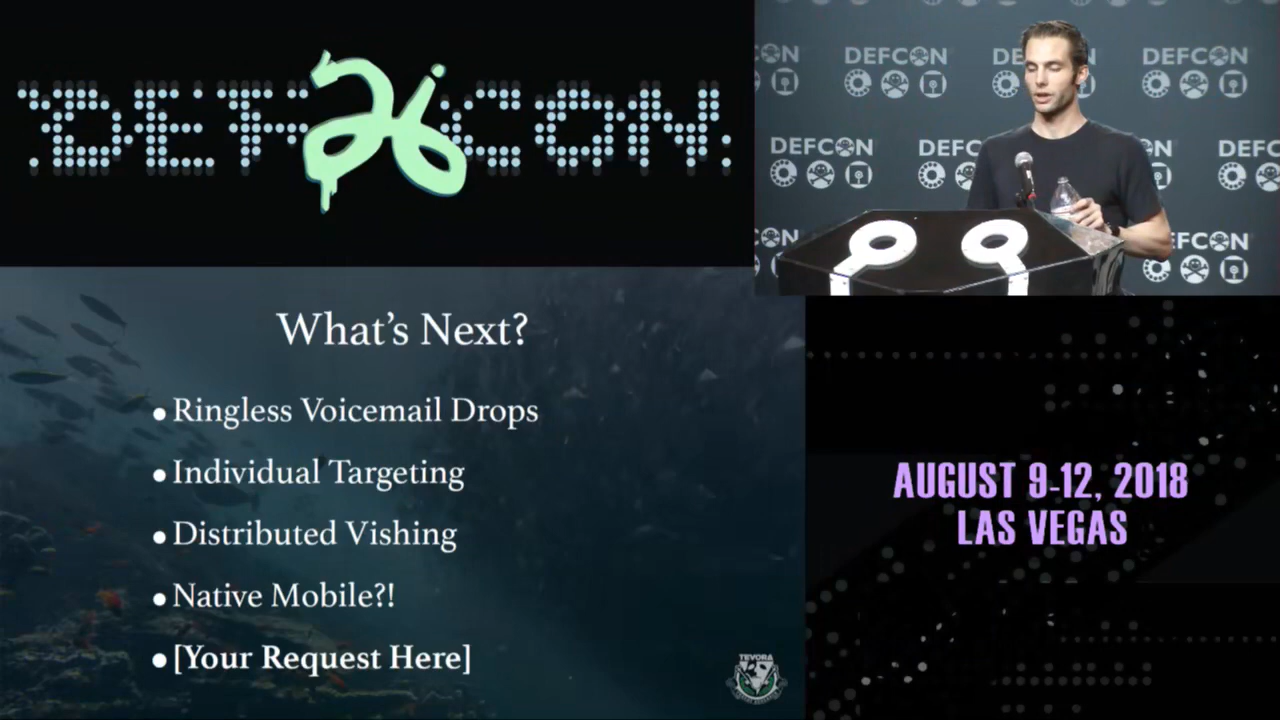 DEF26CON
DEFCON DEFCON DEFCON
DEFCON DEFCON
What's Next?
• Ringless Voicemail Drops
• Individual Targeting
• Distributed Vishing
• Native Mobile?!
• [Your Request Here]
TEVORA
AUGUST 9-12, 2018
LAS VEGAS